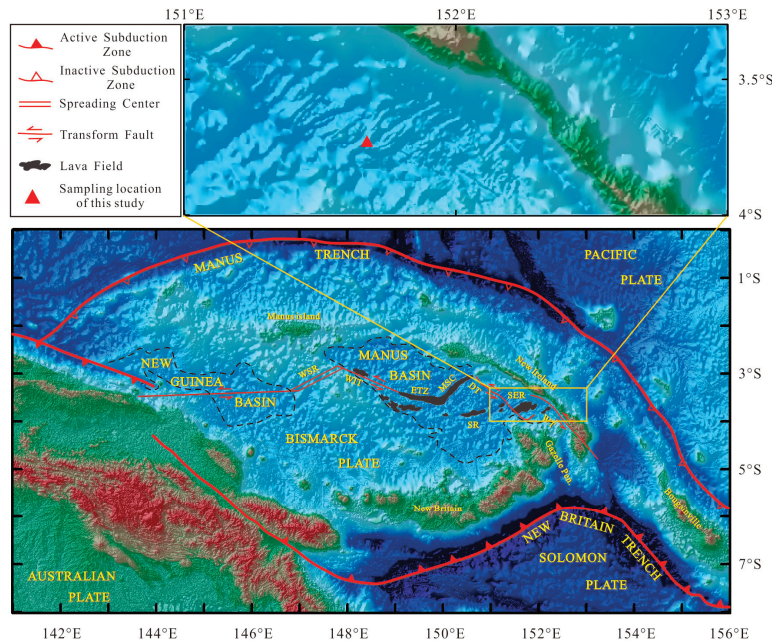 151°E
152°E
153°E
Active Subduction
Zone
Inactive Subduction
Zone
Spreading Center
Transform Fault
Lava Field
Sampling location
of this study
3.5°S
4°S
MANUS
TRENCH
PACIFIC
PLATE
1°S
Manus island
NEW
GUINEA
BASIN
WSR
WIT
MANUS
BASIN
ETZ
MSR
DT
New Ireland
SER
SR
3°S
BISMARCK
PLATE
Gazelle Pen.
5°S
New Britain
Bougainville
NEW
BRITAIN
TRENCH
SOLOMON
PLATE
AUSTRALIAN
PLATE
7°S
142°E
144°E
146°E
148°E
150°E
152°E
154°E
156°E